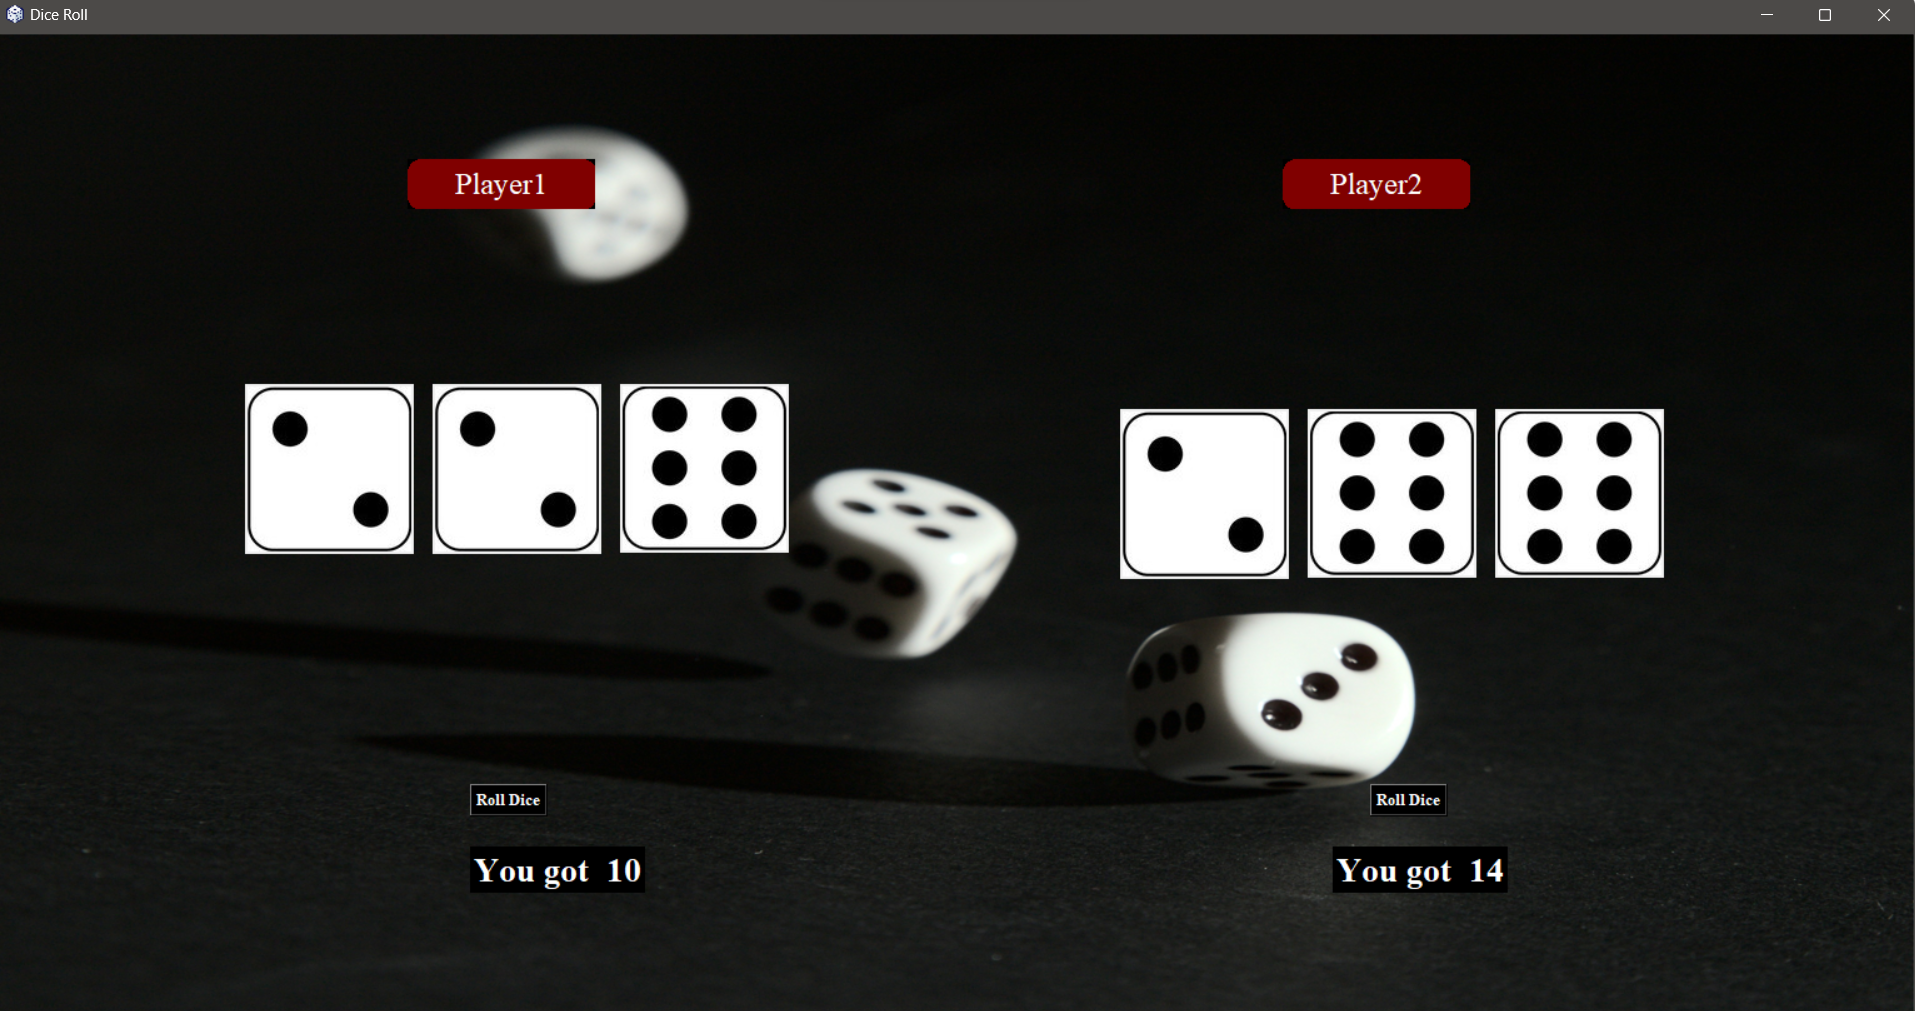 Dice Roll
Player1
Player2
Roll Dice
Roll Dice
You got 10
You got 14